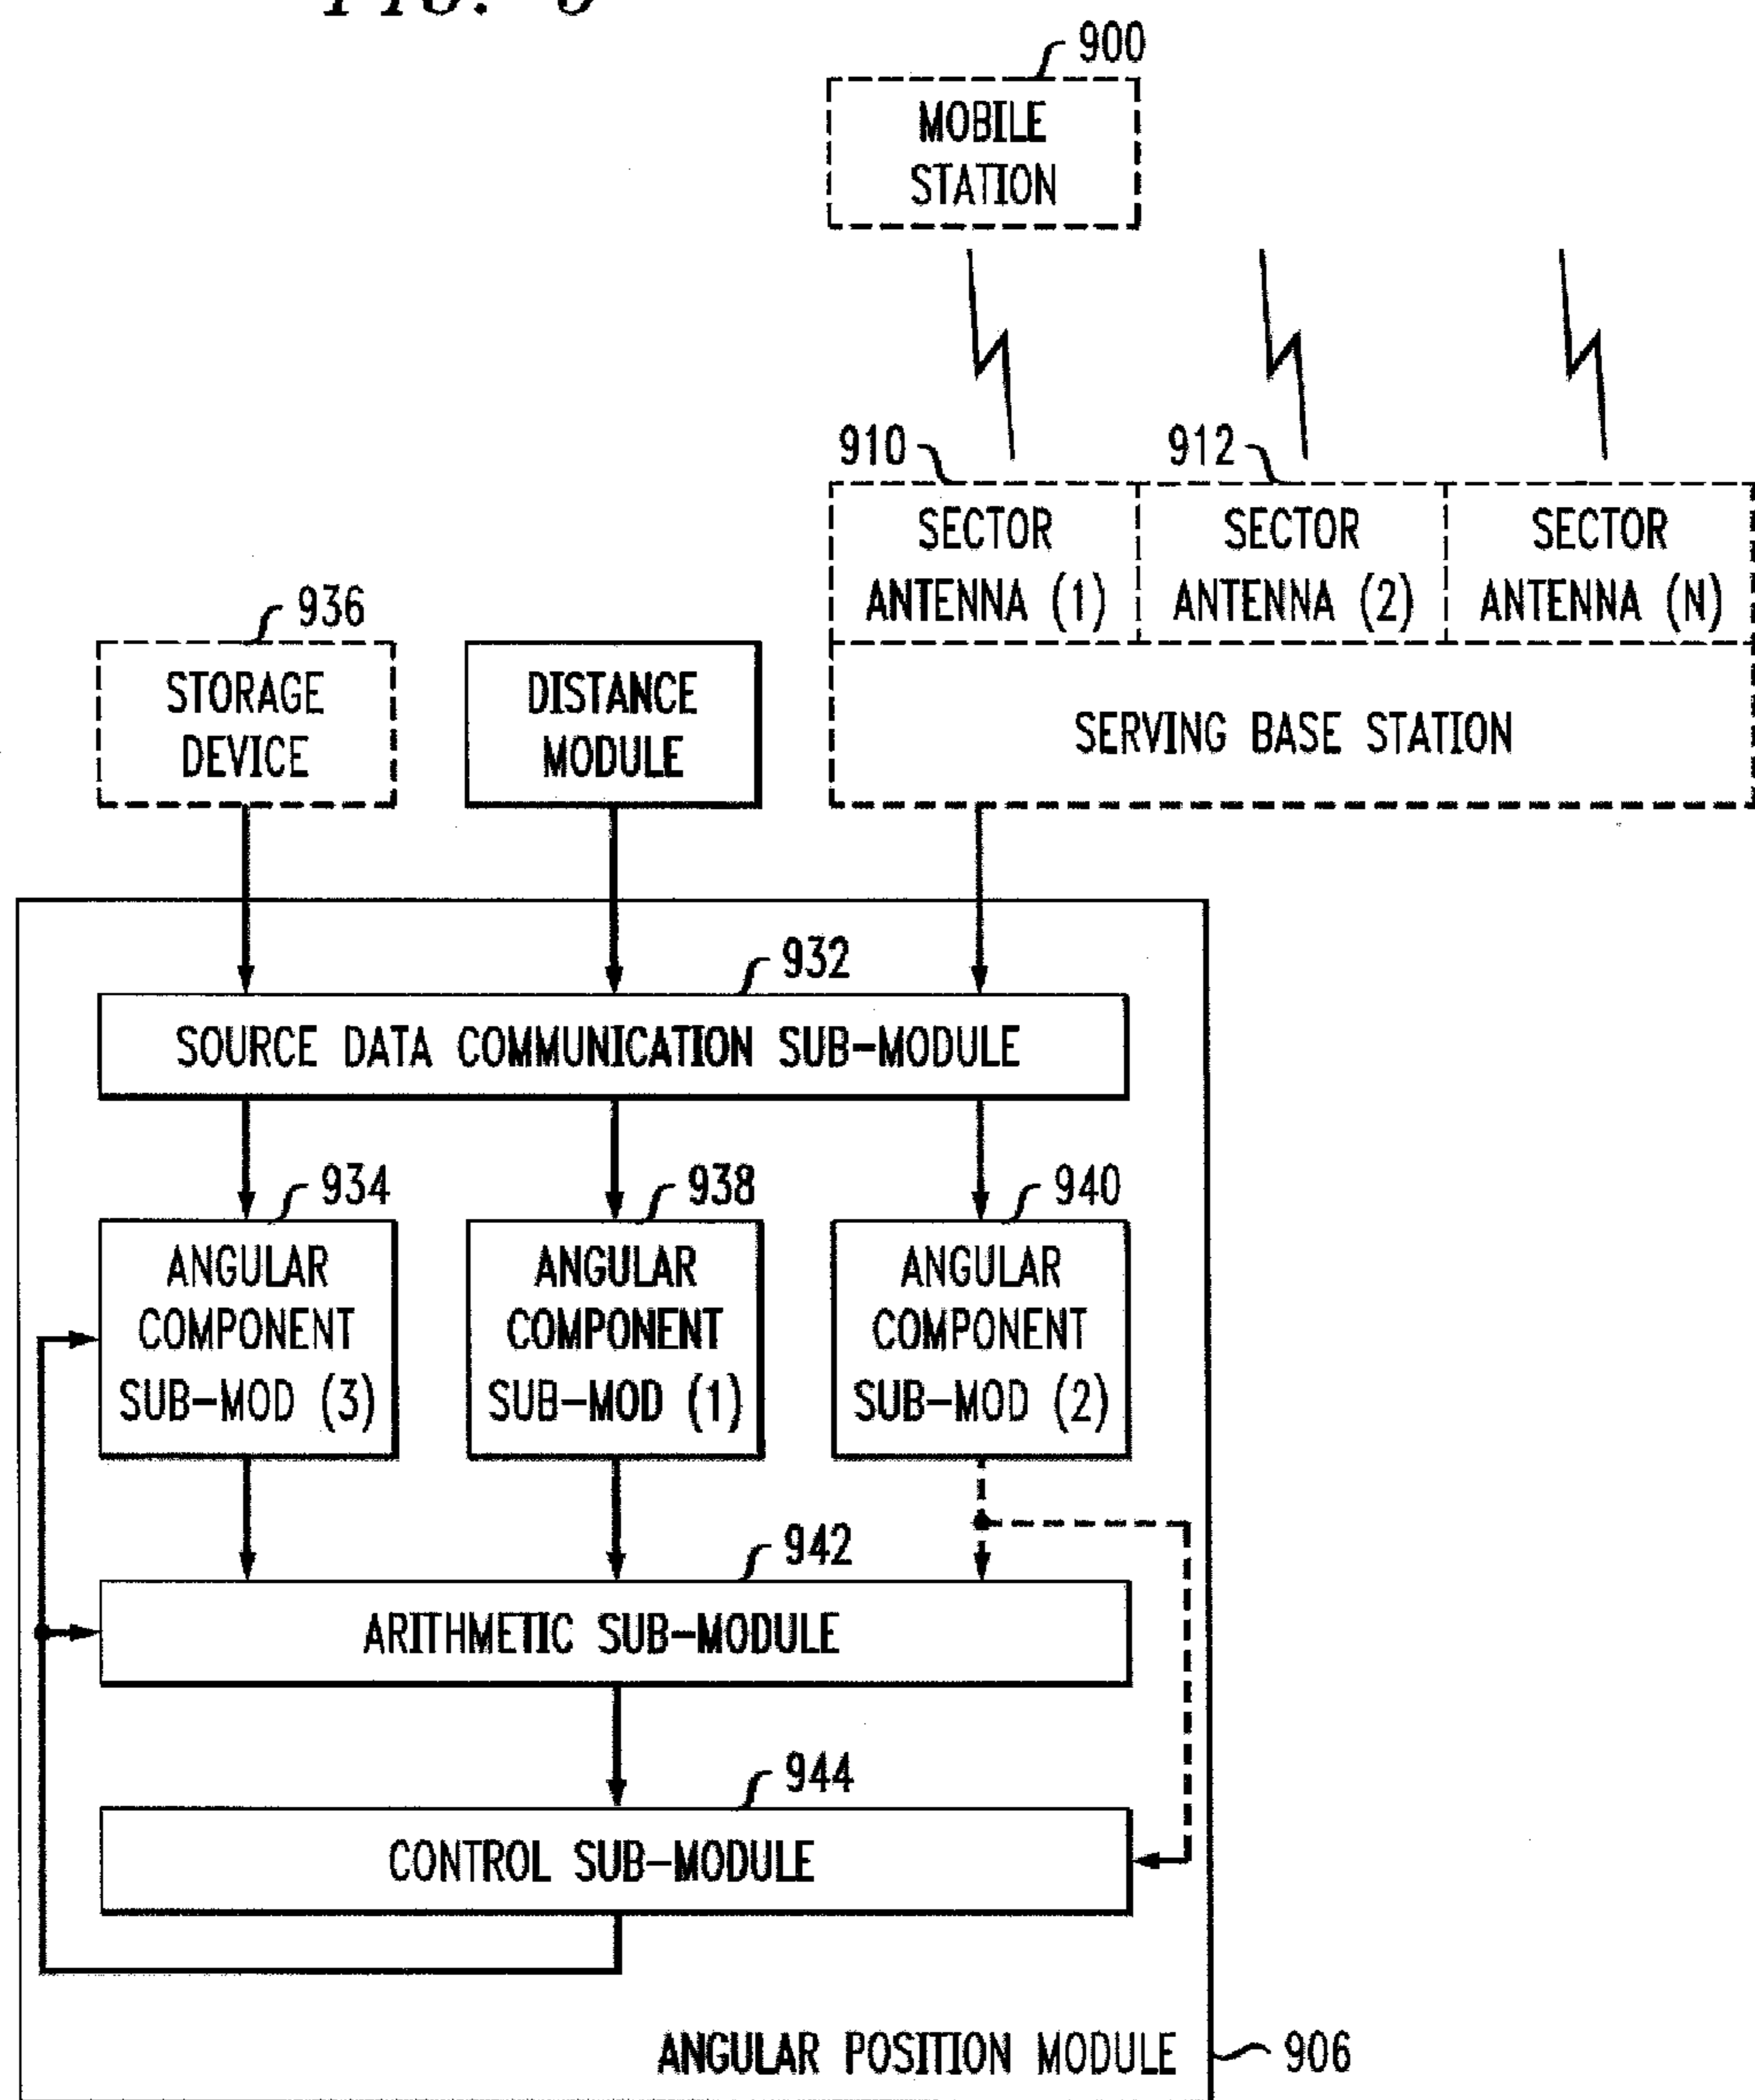 900
MOBILE
STATION
910
912
SECTOR
ANTENNA (1)
SECTOR
ANTENNA (2)
SECTOR
ANTENNA (N)
SERVING BASE STATION
936
STORAGE
DEVICE
DISTANCE
MODULE
932
SOURCE DATA COMMUNICATION SUB-MODULE
934
ANGULAR
COMPONENT
SUB-MOD (3)
938
ANGULAR
COMPONENT
SUB-MOD (1)
940
ANGULAR
COMPONENT
SUB-MOD (2)
942
ARITHMETIC SUB-MODULE
944
CONTROL SUB-MODULE
ANGULAR POSITION MODULE
906